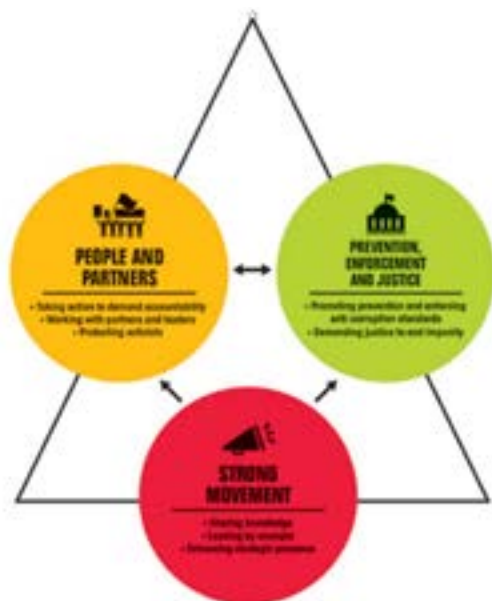 PEOPLE AND
PARTNERS
• Taking action to demand accountability
• Working with partners and leaders
• Protecting activists
PREVENTION,
ENFORCEMENT
AND JUSTICE
• Promoting prevention and enforcing
anti-corruption standards
• Demanding justice to end impunity
STRONG
MOVEMENT
• Sharing knowledge
• Leading by example
• Enhancing strategic presence